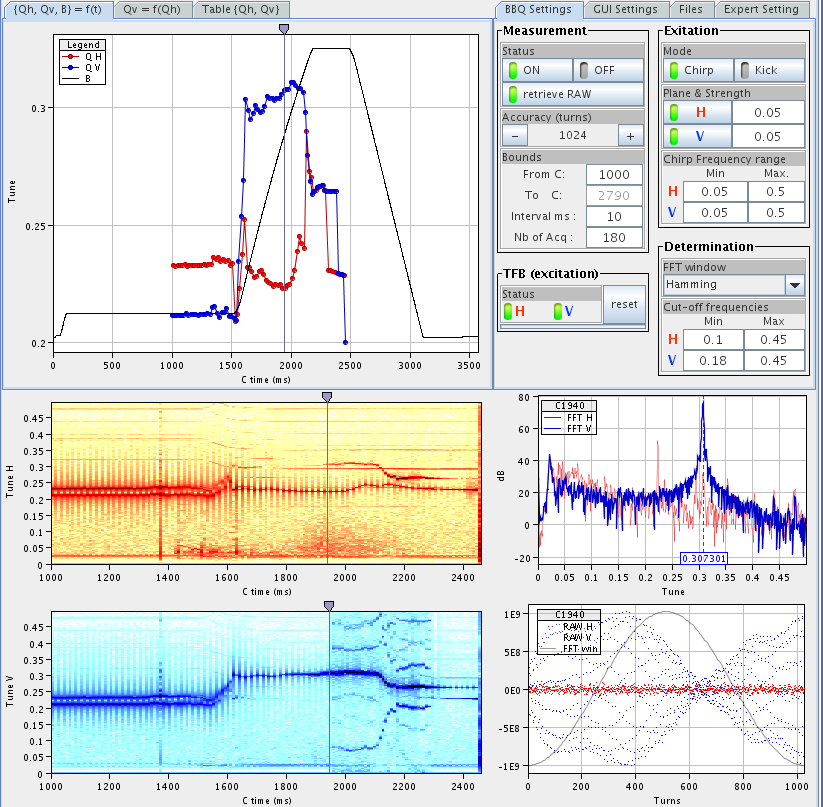 {Qh, Qv, B} = f(t) Qv = f(Qh) Table {Qh, Qv}
BBQ Settings GUI Settings Files Expert Setting
Legend
Q H
Q V
B
0.3
0.25
0.2
Tune
0 500 1000 1500 2000 2500 3000 3500
C time (ms)
Measurement
Status
ON OFF
retrieve RAW
Accuracy (turns)
− 1024 +
Bounds
From C: 1000
To C: 2790
Interval ms : 10
Nb of Acq : 180
TFB (excitation)
Status
H V reset
Exitation
Mode
Chirp Kick
Plane & Strength
H 0.05
V 0.05
Chirp Frequency range
Min Max.
H 0.05 0.5
V 0.05 0.5
Determination
FFT window
Hamming
Cut-off frequencies
Min Max
H 0.1 0.45
V 0.18 0.45
0.45
0.4
0.35
0.3
0.25
0.2
0.15
0.1
0.05
0
Tune H
1000 1200 1400 1600 1800 2000 2200 2400
C time (ms)
C1940
FFT H
FFT V
80
60
40
20
0
-20
dB
0.307301
0 0.05 0.1 0.15 0.2 0.25 0.3 0.35 0.4 0.45
Tune
0.45
0.4
0.35
0.3
0.25
0.2
0.15
0.1
0.05
0
Tune V
1000 1200 1400 1600 1800 2000 2200 2400
C time (ms)
C1940
RAW H
RAW V
FFT win
1E9
5E8
0E0
-5E8
-1E9
0 200 400 600 800 1000
Turns